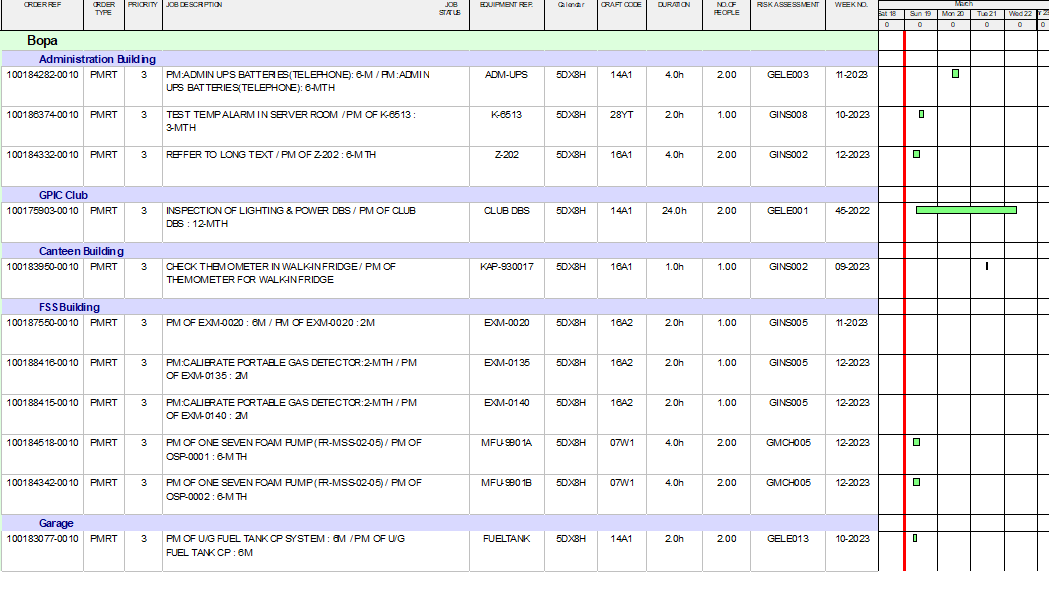 ORDER REF ORDER TYPE PRIORITY JOB DESCRIPTION JOB STATUS EQUIPMENT REF. Calendar CRAFT CODE DURATION NO.OF PEOPLE RISK ASSESSMENT WEEK NO. March
Sat 18 Sun 19 Mon 20 Tue 21 Wed 22
0 0 0 0 0 0
Bopa
Administration Building
100184282-0010 PMRT 3 PM:ADMIN UPS BATTERIES(TELEPHONE): 6-M / PM:ADMIN ADM-UPS 5DX8H 14A1 4.0h 2.00 GELE003 11-2023
UPS BATTERIES(TELEPHONE): 6-MTH
100186374-0010 PMRT 3 TEST TEMP ALARM IN SERVER ROOM / PM OF K-6513 : K-6513 5DX8H 28YT 2.0h 1.00 GINS008 10-2023
3-MTH
100184332-0010 PMRT 3 REFFER TO LONG TEXT / PM OF Z-202 : 6-MTH Z-202 5DX8H 16A1 4.0h 2.00 GINS002 12-2023
GPIC Club
100175903-0010 PMRT 3 INSPECTION OF LIGHTING & POWER DBS / PM OF CLUB CLUB DBS 5DX8H 14A1 24.0h 2.00 GELE001 45-2022
DBS : 12-MTH
Canteen Building
100183950-0010 PMRT 3 CHECK THEMOMETER IN WALK-IN FRIDGE / PM OF KAP-930017 5DX8H 16A1 1.0h 1.00 GINS002 09-2023
THEMOMETER FOR WALK-IN FRIDGE
FSS Building
100187550-0010 PMRT 3 PM OF EXM-0020 : 6M / PM OF EXM-0020 : 2M EXM-0020 5DX8H 16A2 2.0h 1.00 GINS005 11-2023
100188416-0010 PMRT 3 PM:CALIBRATE PORTABLE GAS DETECTOR:2-MTH / PM EXM-0135 5DX8H 16A2 2.0h 1.00 GINS005 12-2023
OF EXM-0135 : 2M
100188415-0010 PMRT 3 PM:CALIBRATE PORTABLE GAS DETECTOR:2-MTH / PM EXM-0140 5DX8H 16A2 2.0h 1.00 GINS005 12-2023
OF EXM-0140 : 2M
100184518-0010 PMRT 3 PM OF ONE SEVEN FOAM PUMP (FR-MSS-02-05) / PM OF MFU-9901A 5DX8H 07W1 4.0h 2.00 GMCH005 12-2023
OSP-0001 : 6-MTH
100184342-0010 PMRT 3 PM OF ONE SEVEN FOAM PUMP (FR-MSS-02-05) / PM OF MFU-9901B 5DX8H 07W1 4.0h 2.00 GMCH005 12-2023
OSP-0002 : 6-MTH
Garage
100183077-0010 PMRT 3 PM OF U/G FUEL TANK CP SYSTEM : 6M / PM OF U/G FUELTANK 5DX8H 14A1 2.0h 2.00 GELE013 10-2023
FUEL TANK CP : 6M